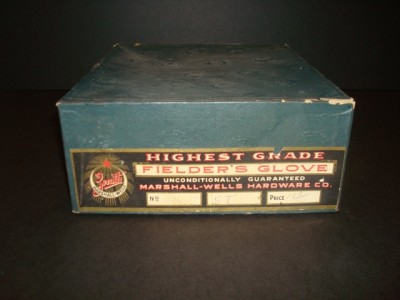 HIGHEST GRADE
FIELDER'S GLOVE
UNCONDITIONALLY GUARANTEED
MARSHALL-WELLS HARDWARE CO.
Nº
PRICE